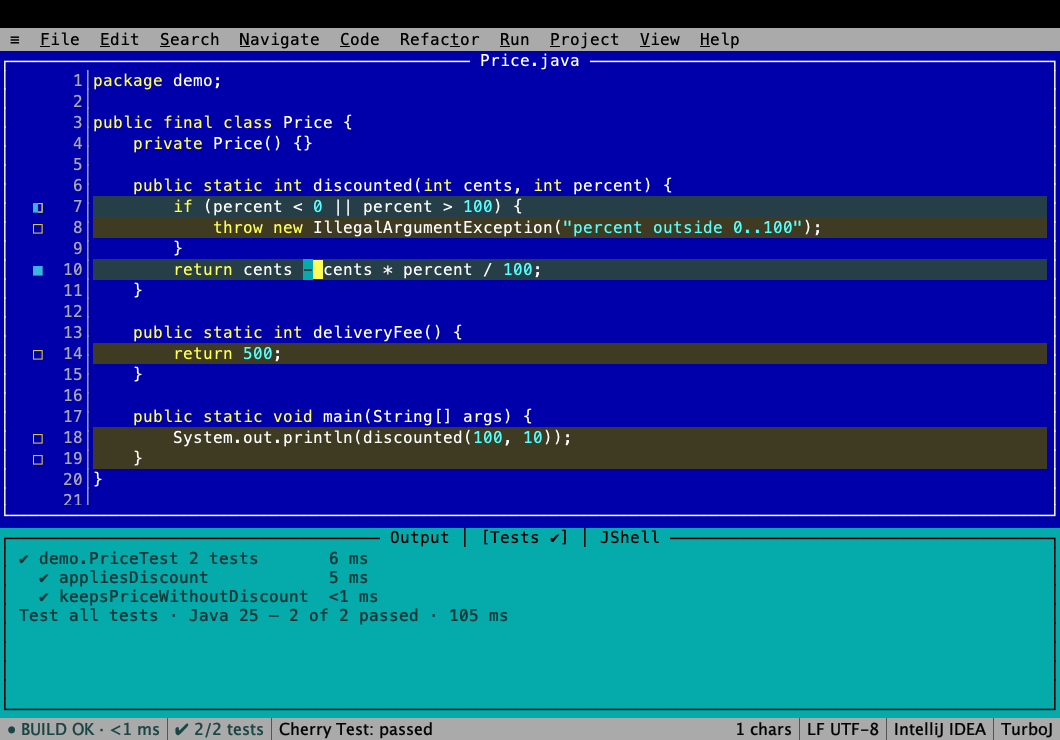 ≡ File Edit Search Navigate Code Refactor Run Project View Help
Price.java
1 package demo;
2
3 public final class Price {
4 private Price() {}
5
6 public static int discounted(int cents, int percent) {
7 if (percent < 0 || percent > 100) {
8 throw new IllegalArgumentException("percent outside 0..100");
9 }
10 return cents - cents * percent / 100;
11 }
12
13 public static int deliveryFee() {
14 return 500;
15 }
16
17 public static void main(String[] args) {
18 System.out.println(discounted(100, 10));
19 }
20 }
21
Output | [Tests ✔] | JShell
✔ demo.PriceTest 2 tests 6 ms
✔ appliesDiscount 5 ms
✔ keepsPriceWithoutDiscount <1 ms
Test all tests · Java 25 — 2 of 2 passed · 105 ms
● BUILD OK · <1 ms ✔ 2/2 tests Cherry Test: passed 1 chars LF UTF-8 IntelliJ IDEA TurboJ